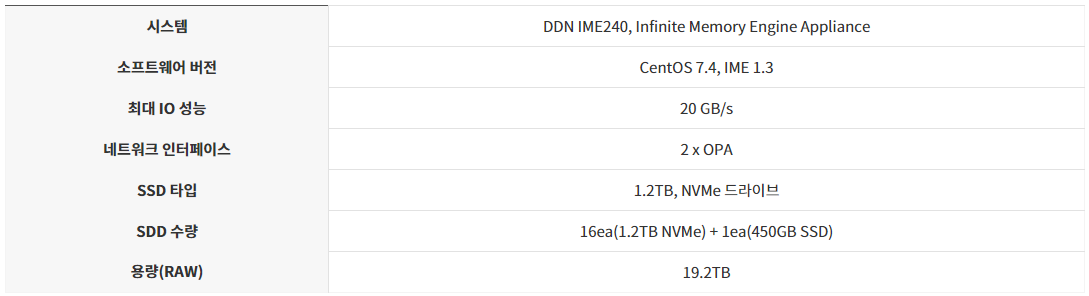 시스템 DDN IME240, Infinite Memory Engine Appliance
소프트웨어 버전 CentOS 7.4, IME 1.3
최대 IO 성능 20 GB/s
네트워크 인터페이스 2 x OPA
SSD 타입 1.2TB, NVMe 드라이브
SDD 수량 16ea(1.2TB NVMe) + 1ea(450GB SSD)
용량(RAW) 19.2TB